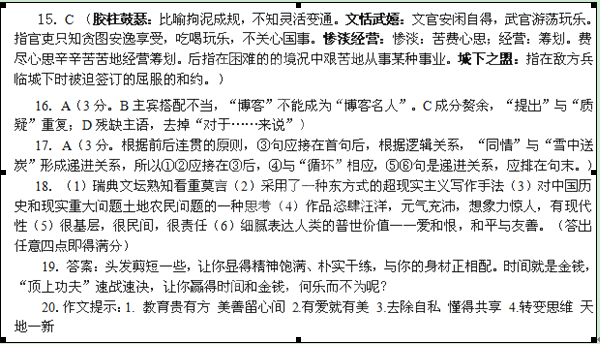 15．C（胶柱鼓瑟：比喻拘泥成规，不知灵活变通。文恬武嬉：文官安闲自得，武官游荡玩乐。
指官吏只知贪图安逸享受，吃喝玩乐，不关心国事。惨淡经营：惨淡：苦费心思；经营：筹划。费
尽心思辛辛苦苦地经营筹划。后指在困难的的境况中艰苦地从事某种事业。城下之盟：指在敌方兵
临城下时被迫签订的屈服的和约。）
16．A（3分。B主宾搭配不当，“博客”不能成为“博客名人”。C成分赘余，“提出”与“质
疑”重复；D残缺主语，去掉“对于……来说”）
17．A（3分。根据前后连贯的原则，③句应接在首句后，根据逻辑关系，“同情”与“雪中送
炭”形成递进关系，所以①②应接在③后，④与“循环”相应，⑤⑥句是递进关系，应排在句末。）
18．（1）瑞典文坛熟知看重莫言（2）采用了一种东方式的超现实主义写作手法（3）对中国历
史和现实重大问题土地农民问题的一种思考（4）作品恣肆汪洋，元气充沛，想象力惊人，有现代
性（5）很基层，很民间，很责任（6）细腻表达人类的普世价值——爱和恨，和平与友善。（答出
任意四点即得满分）
19．答案：头发剪短一些，让你显得精神饱满、朴实干练，与你的身材正相配。时间就是金钱，
“顶上功夫”速战速决，让你赢得时间和金钱，何乐而不为呢？
20．作文提示：1．教育贵有方 美善留心间 2.有爱就有美 3.去除自私 懂得共享 4.转变思维 天
地一新